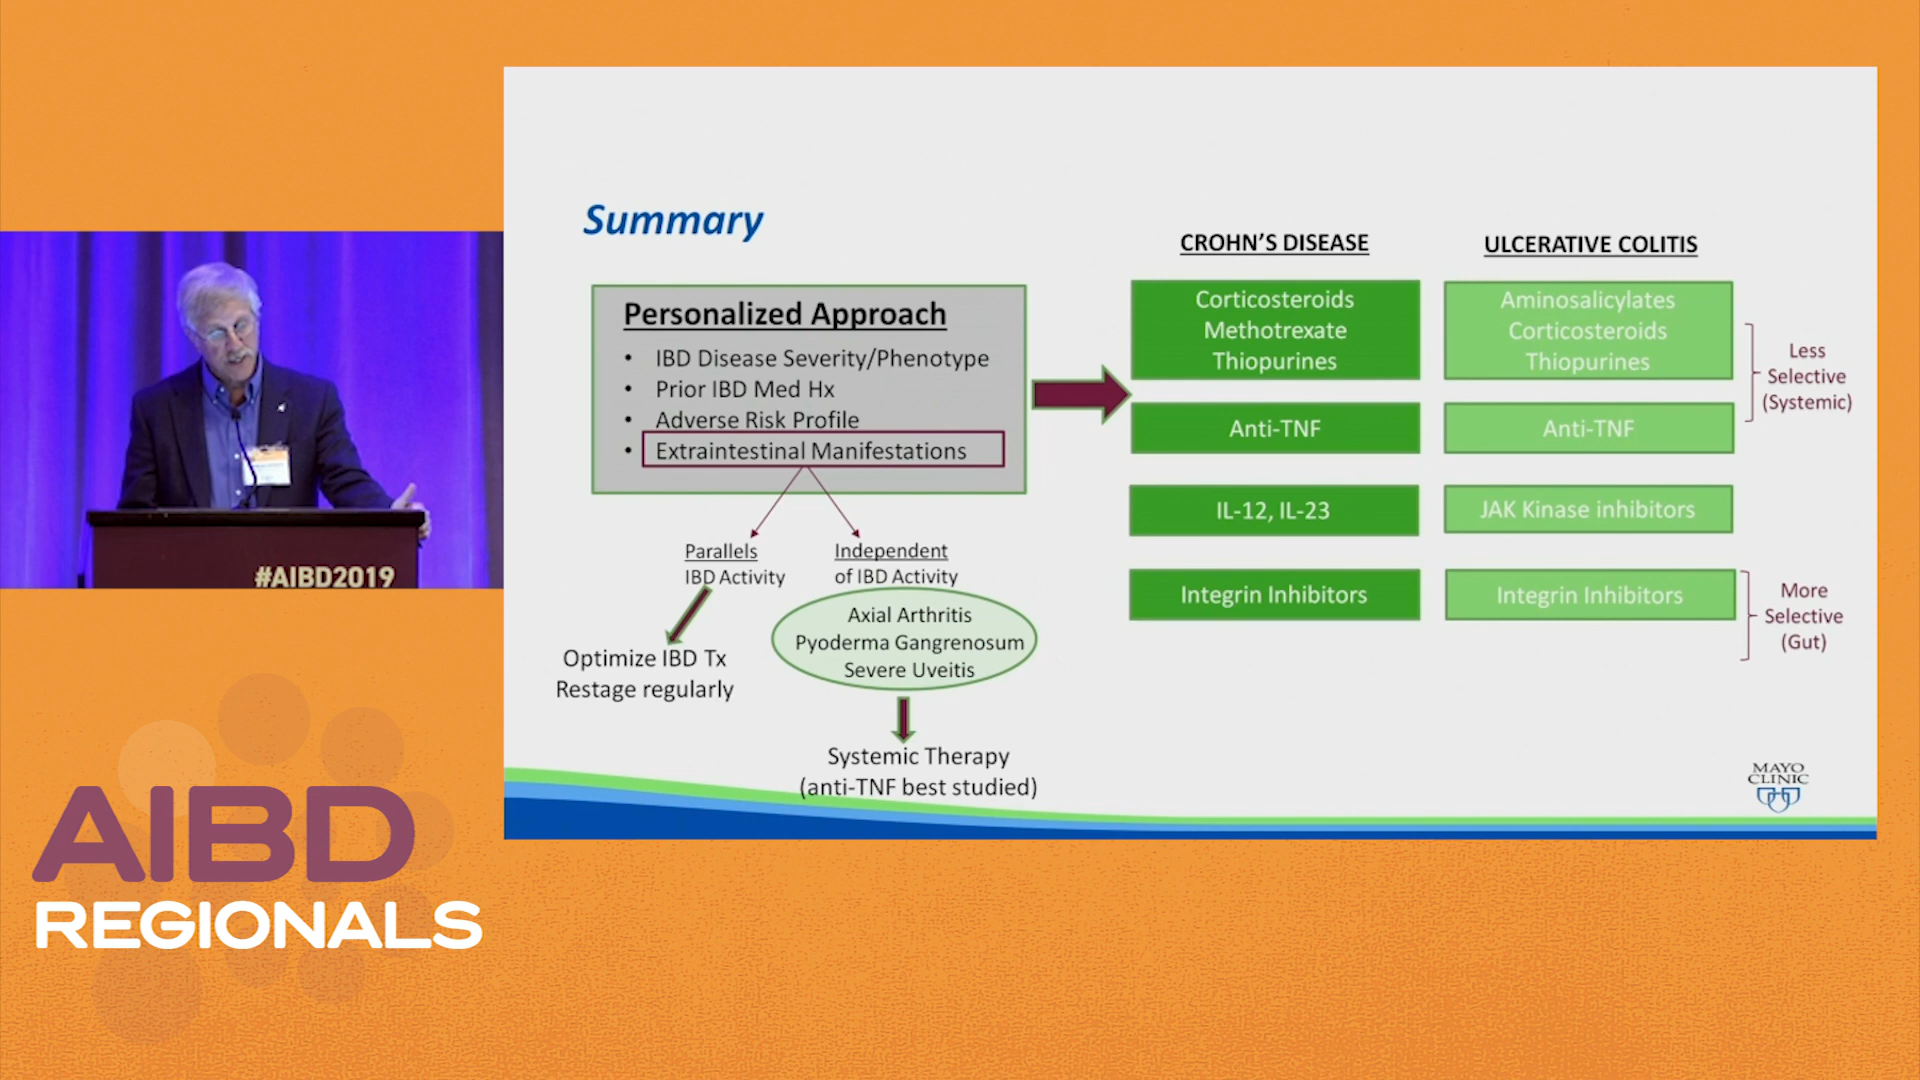 Summary
Personalized Approach
• IBD Disease Severity/Phenotype
• Prior IBD Med Hx
• Adverse Risk Profile
• Extraintestinal Manifestations
Parallels
IBD Activity
Optimize IBD Tx
Restage regularly
Independent
of IBD Activity
Axial Arthritis
Pyoderma Gangrenosum
Severe Uveitis
Systemic Therapy
(anti-TNF best studied)
CROHN'S DISEASE
Corticosteroids
Methotrexate
Thiopurines
Anti-TNF
IL-12, IL-23
Integrin Inhibitors
ULCERATIVE COLITIS
Aminosalicylates
Corticosteroids
Thiopurines
Anti-TNF
JAK Kinase inhibitors
Integrin Inhibitors
Less
Selective
(Systemic)
More
Selective
(Gut)
MAYO
CLINIC
#AIBD2019
AIBD
REGIONALS